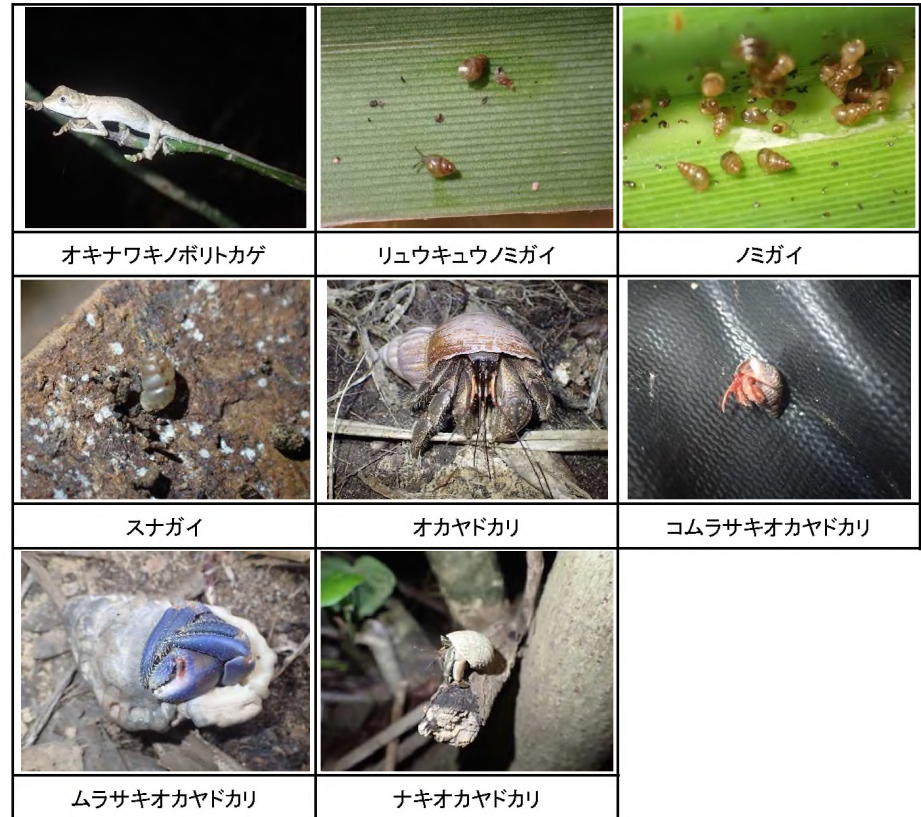 オキナワキノボリトカゲ
リュウキュウノミガイ
ノミガイ
スナガイ
オカヤドカリ
コムラサキオカヤドカリ
ムラサキオカヤドカリ
ナキオカヤドカリ